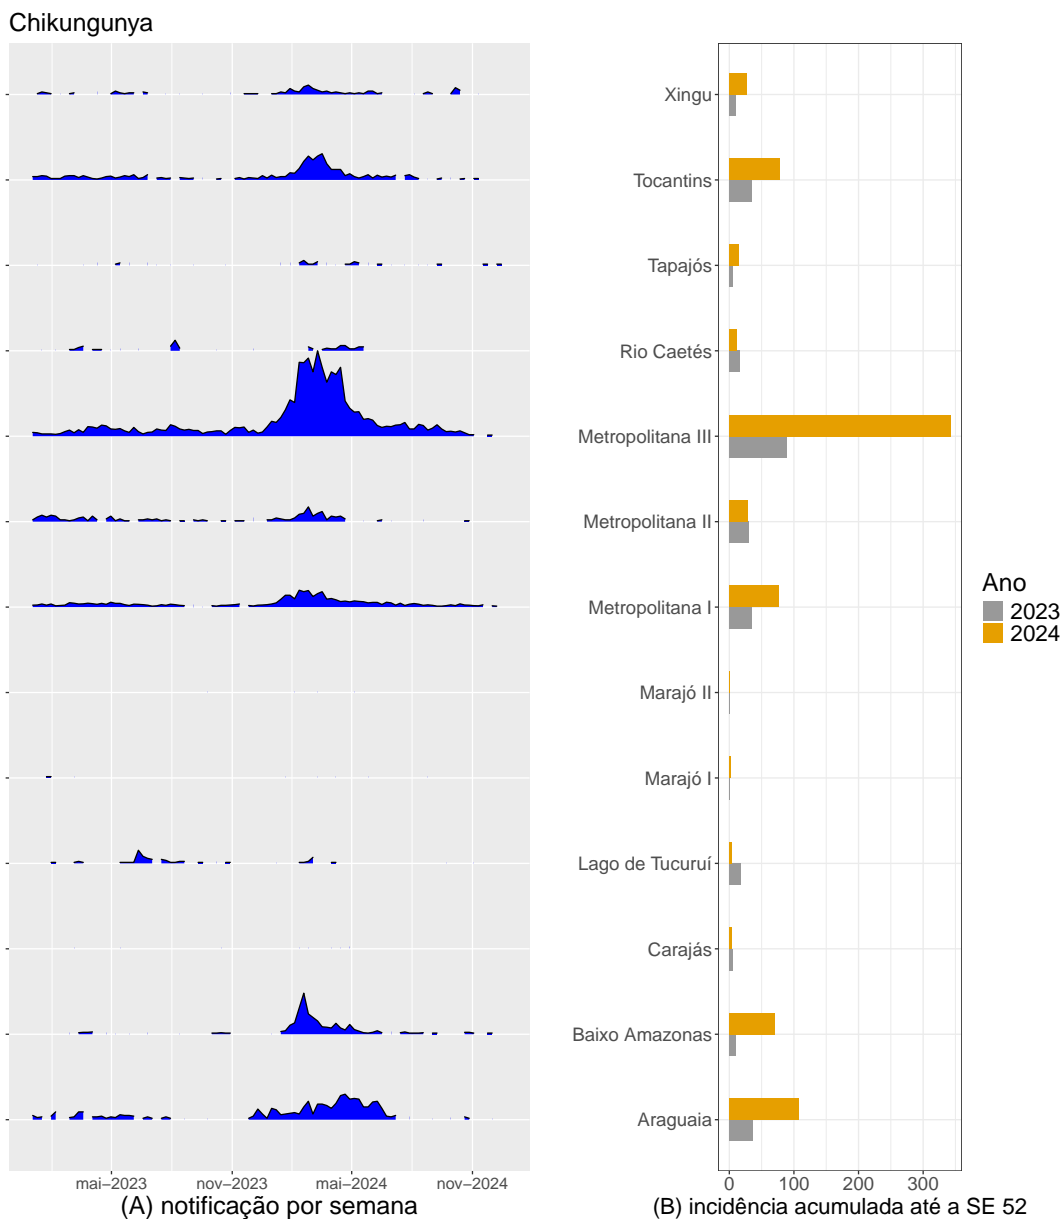 Chikungunya
mai−2023
nov−2023
mai−2024
nov−2024
(A) notificação por semana
Xingu
Tocantins
Tapajós
Rio Caetés
Metropolitana III
Metropolitana II
Metropolitana I
Marajó II
Marajó I
Lago de Tucuruí
Carajás
Baixo Amazonas
Araguaia
0
100
200
300
(B) incidência acumulada até a SE 52
Ano
2023
2024